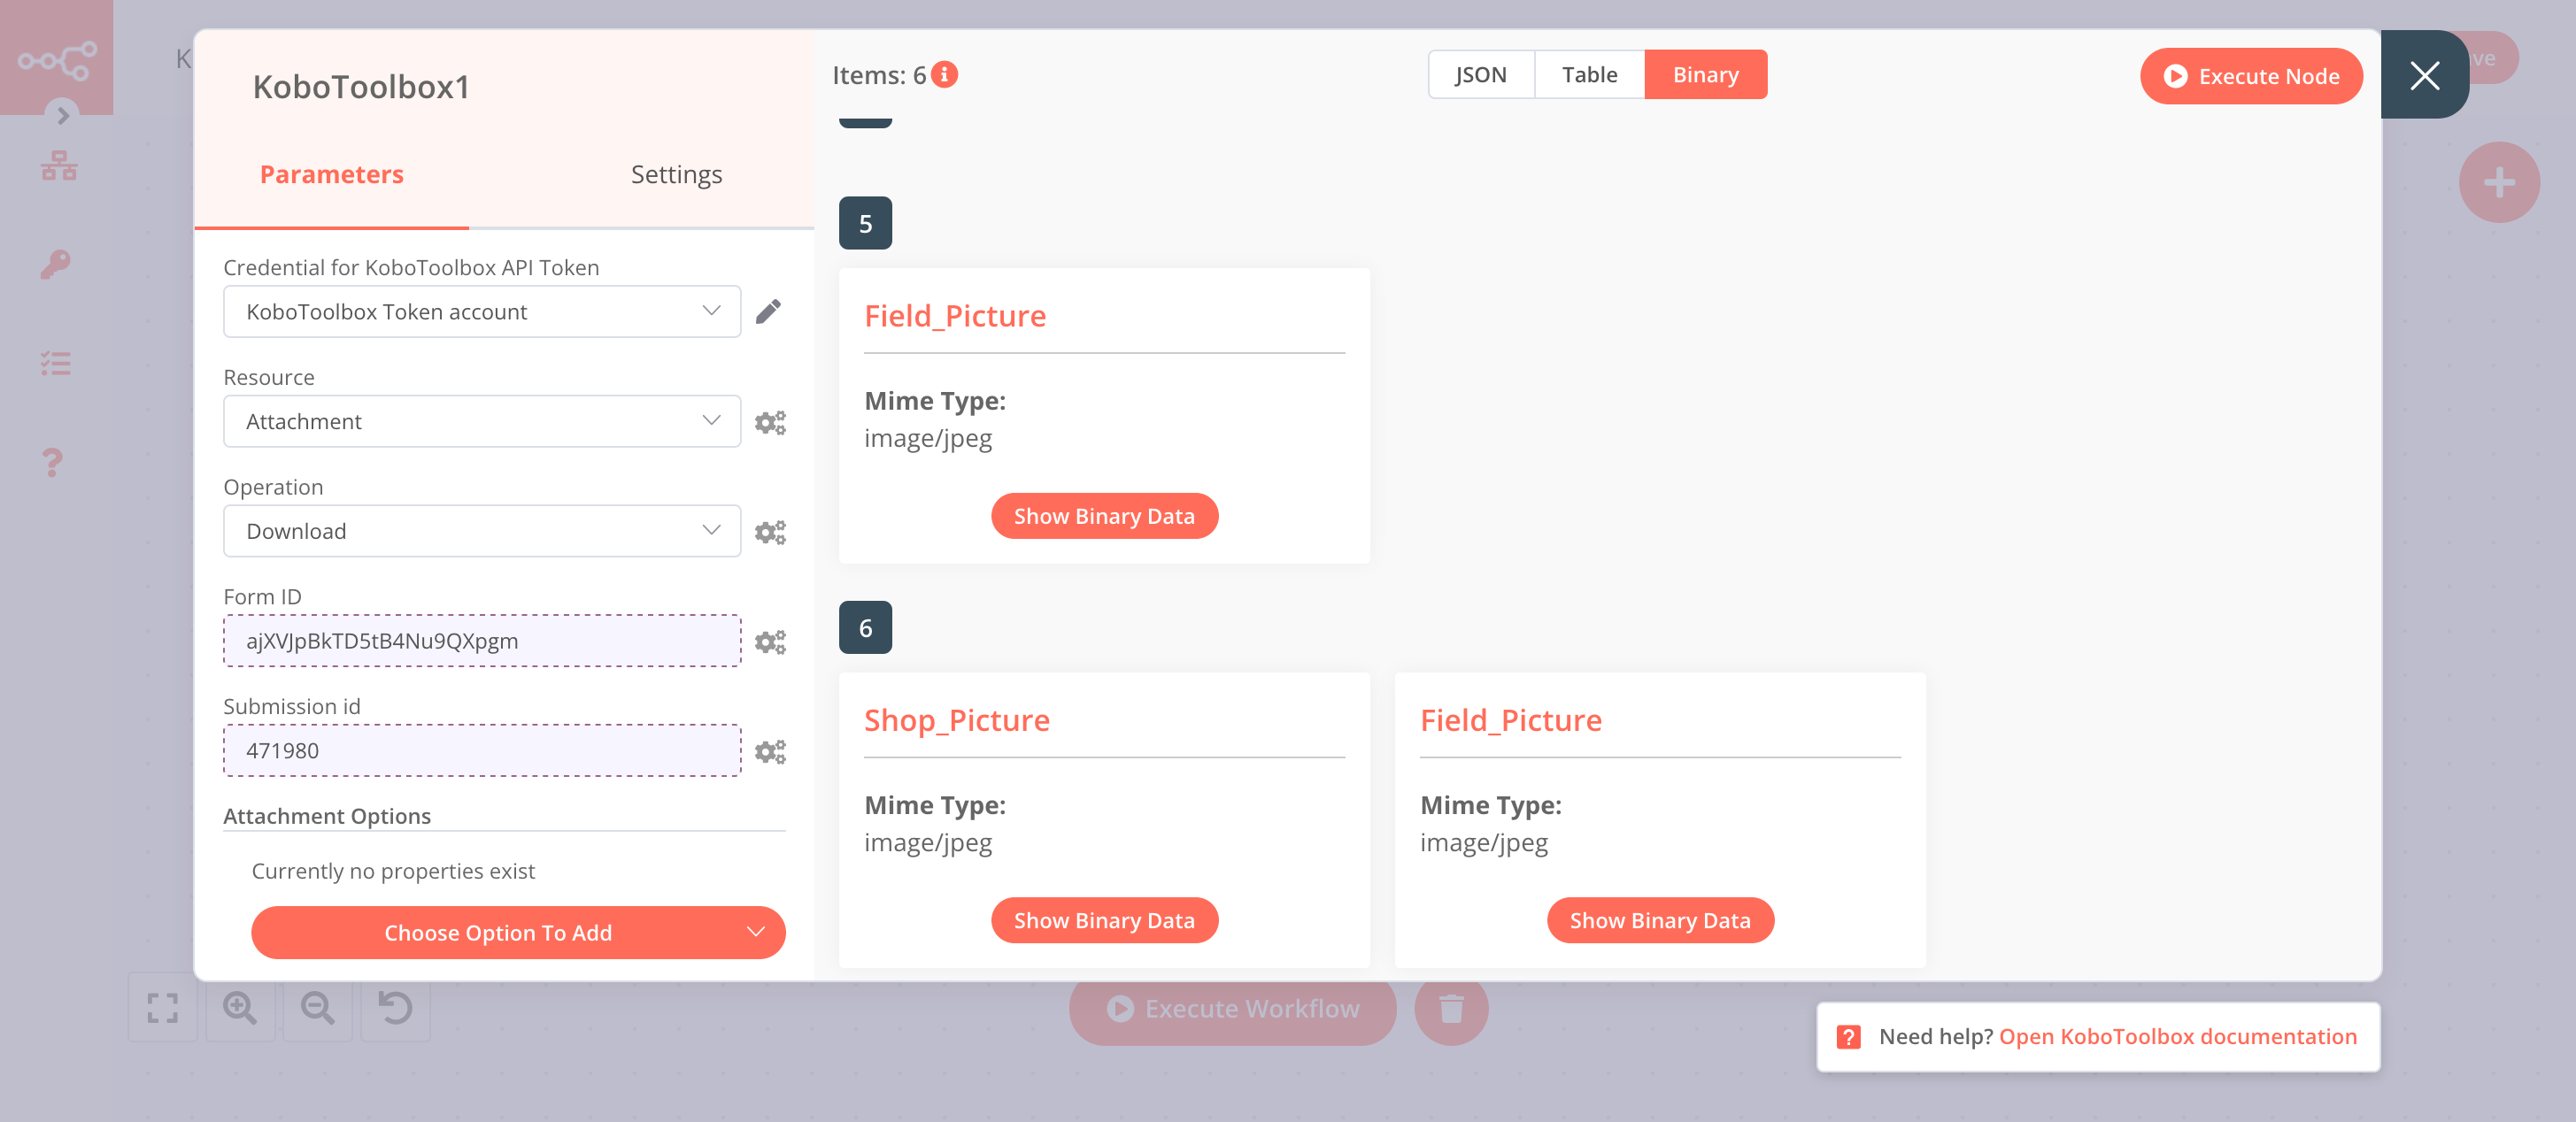 K
KoboToolbox1
Items: 6
JSON
Table
Binary
Execute Node
ve
Parameters
Settings
Credential for KoboToolbox API Token
KoboToolbox Token account
Resource
Attachment
Operation
Download
Form ID
ajXVJpBkTD5tB4Nu9QXpgm
Submission id
471980
Attachment Options
Currently no properties exist
Choose Option To Add
5
Field_Picture
Mime Type:
image/jpeg
Show Binary Data
6
Shop_Picture
Mime Type:
image/jpeg
Show Binary Data
Field_Picture
Mime Type:
image/jpeg
Show Binary Data
Execute Workflow
Need help? Open KoboToolbox documentation